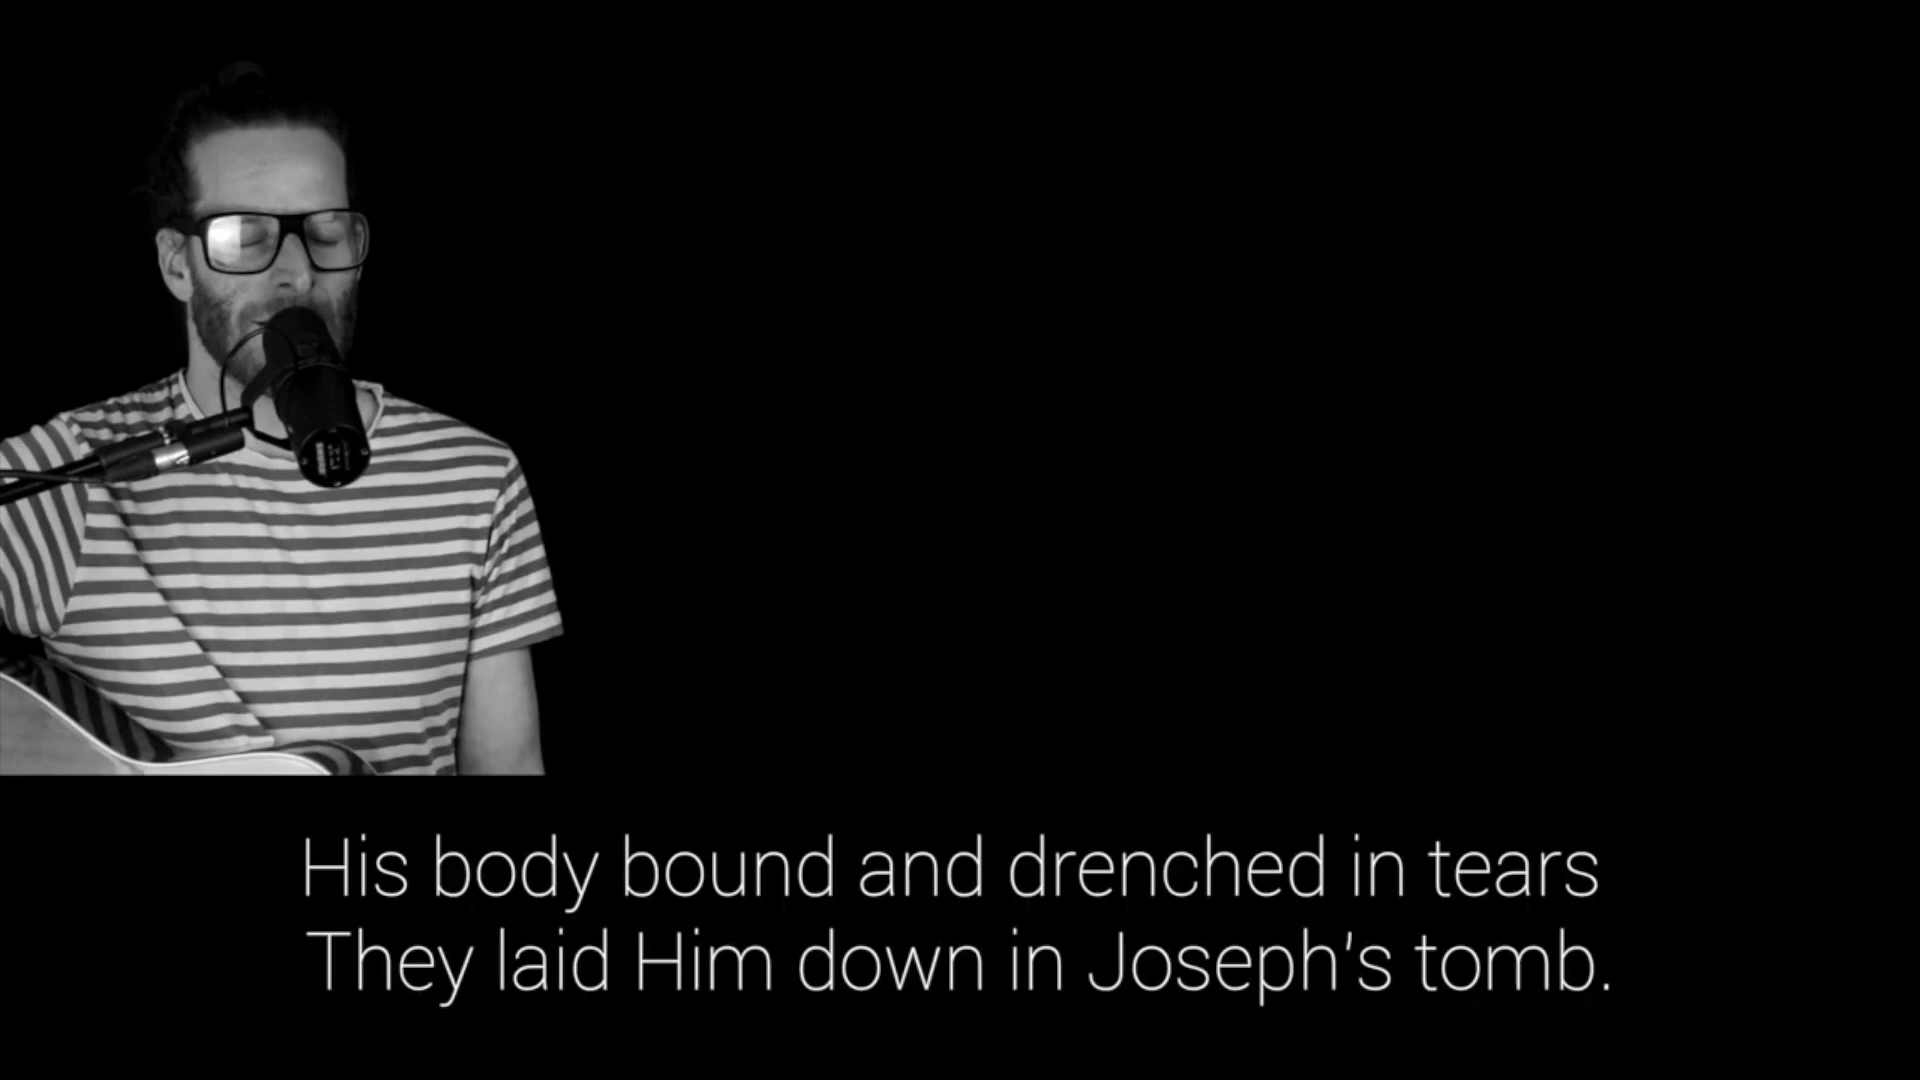 His body bound and drenched in tears
They laid Him down in Joseph's tomb.